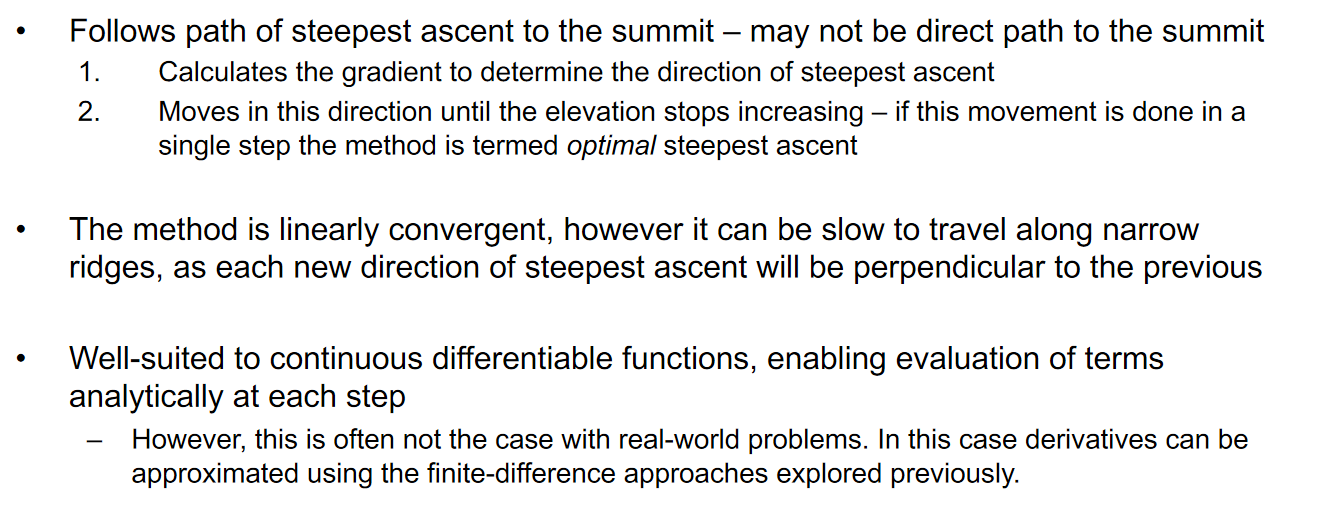 • Follows path of steepest ascent to the summit – may not be direct path to the summit
1. Calculates the gradient to determine the direction of steepest ascent
2. Moves in this direction until the elevation stops increasing – if this movement is done in a
single step the method is termed optimal steepest ascent
• The method is linearly convergent, however it can be slow to travel along narrow
ridges, as each new direction of steepest ascent will be perpendicular to the previous
• Well-suited to continuous differentiable functions, enabling evaluation of terms
analytically at each step
– However, this is often not the case with real-world problems. In this case derivatives can be
approximated using the finite-difference approaches explored previously.